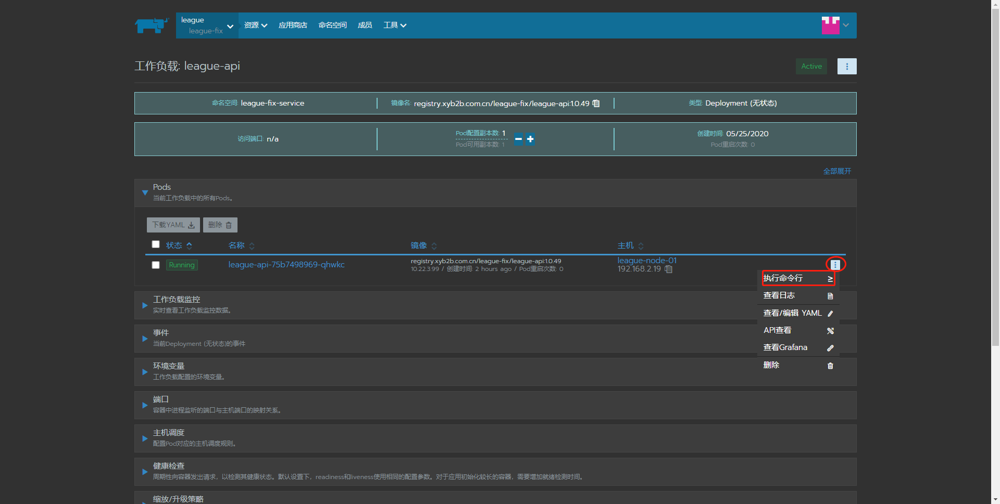 league
league-fix
资源
应用商店
命名空间
成员
工具
工作负载: league-api
Active
命名空间: league-fix-service
镜像名: registry.xyb2b.com.cn/league-fix/league-api:1.0.49
类型: Deployment (无状态)
访问端口: n/a
Pod配置副本数: 1
Pod可用副本数: 1
创建时间: 05/25/2020
Pod重启次数: 0
全部展开
Pods
当前工作负载中的所有Pods。
下载YAML
删除
状态
名称
镜像
主机
Running
league-api-75b7498969-qhwkc
registry.xyb2b.com.cn/league-fix/league-api:1.0.49
10.22.3.99 / 创建时间: 2 hours ago / Pod重启次数: 0
league-node-01
192.168.2.19
执行命令行
查看日志
查看/编辑 YAML
API查看
查看Grafana
删除
工作负载监控
实时查看工作负载监控数据。
事件
当前Deployment (无状态)的事件
环境变量
工作负载配置的环境变量。
端口
容器中进程监听的端口与主机端口的映射关系。
主机调度
配置Pod对应的主机调度规则。
健康检查
周期性向容器发出请求，以检测其健康状态。默认设置下，readiness和liveness使用相同的配置参数。对于应用初始化较长的容器，需要增加就绪检测时间。
缩放/升级策略